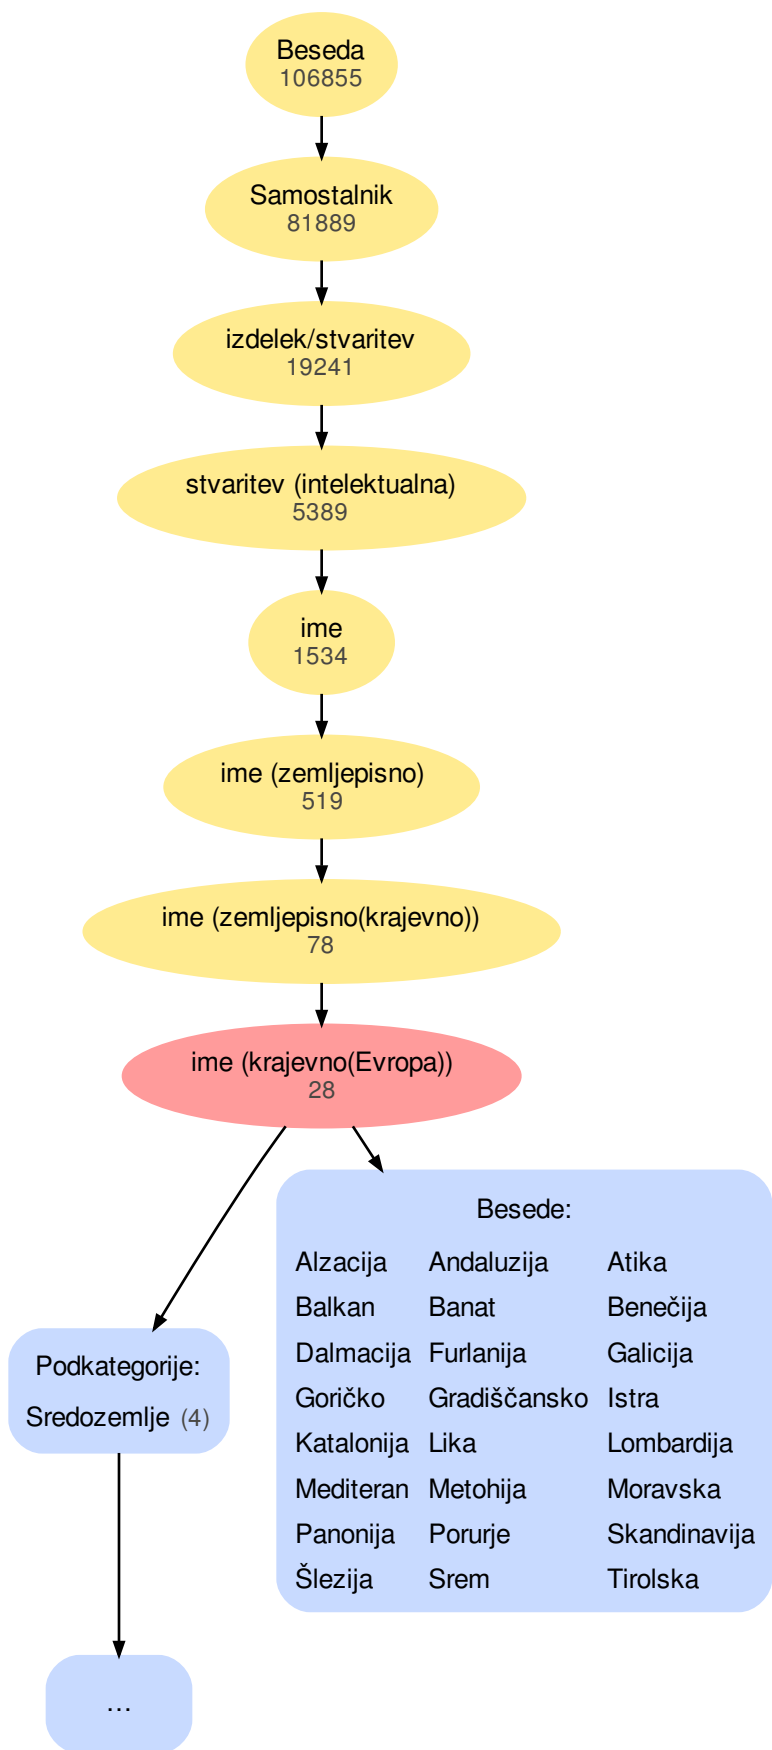 Beseda
106855
Samostalnik
81889
izdelek/stvaritev
19241
stvaritev (intelektualna)
5389
ime
1534
ime (zemljepisno)
519
ime (zemljepisno(krajevno))
78
ime (krajevno(Evropa))
28
Besede:
Alzacija Andaluzija Atika
Balkan Banat Benečija
Dalmacija Furlanija Galicija
Goričko Gradiščansko Istra
Katalonija Lika Lombardija
Mediteran Metohija Moravska
Panonija Porurje Skandinavija
Šlezija Srem Tirolska
Podkategorije:
Sredozemlje (4)
...